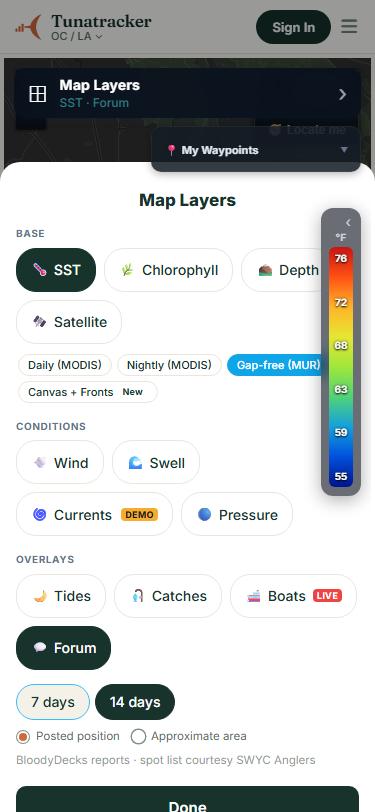 Tunatracker
OC / LA
Sign In
Map Layers
SST · Forum
Locate me
My Waypoints
Map Layers
BASE
SST
Chlorophyll
Depth
Satellite
Daily (MODIS)
Nightly (MODIS)
Gap-free (MUR)
Canvas + Fronts New
°F
76
72
68
63
59
55
CONDITIONS
Wind
Swell
Currents DEMO
Pressure
OVERLAYS
Tides
Catches
Boats LIVE
Forum
7 days
14 days
Posted position
Approximate area
BloodyDecks reports · spot list courtesy SWYC Anglers
Done